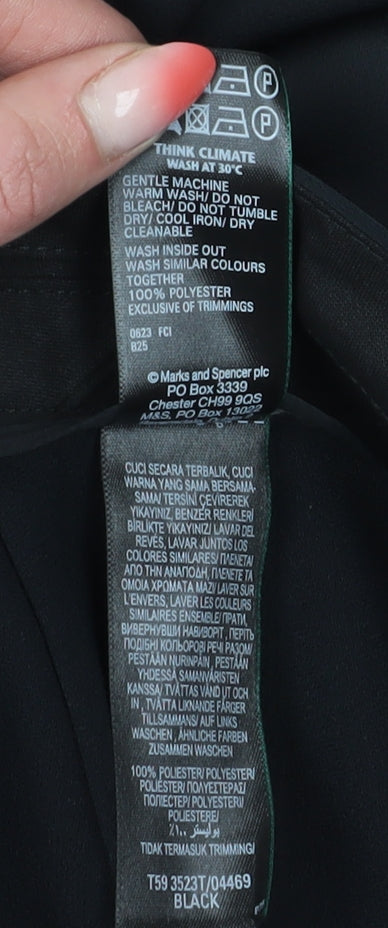 P
P
THINK CLIMATE
WASH AT 30°C
GENTLE MACHINE
WARM WASH/ DO NOT
BLEACH/ DO NOT TUMBLE
DRY/ COOL IRON/ DRY
CLEANABLE
WASH INSIDE OUT
WASH SIMILAR COLOURS
TOGETHER
100% POLYESTER
EXCLUSIVE OF TRIMMINGS
0623 FCI
825
© Marks and Spencer plc
PO Box 3339
Chester CH99 9QS
M&S, PO Box 13022
CUCI SECARA TERBALIK, CUCI
WARNA YANG SAMA BERSAMA-
SAMA/ TERSİNİ ÇEVİREREK
YIKAYINIZ, BENZER RENKLERİ
BİRLİKTE YIKAYINIZ/ LAVAR DEL
REVÉS, LAVAR JUNTOS LOS
COLORES SIMILARES/ ΠΛΕΝΕΤΑΙ
ΑΠΟ ΤΗΝ ΑΝΑΠΟΔΗ, ΠΛΕΝΕΤΕ ΤΑ
ΟΜΟΙΑ ΧΡΩΜΑΤΑ ΜΑΖΙ/ LAVER SUR
L'ENVERS, LAVER LES COULEURS
SIMILAIRES ENSEMBLE/ ПРАТИ,
ВИВЕРНУВШИ НАВИВОРІТ, ПЕРІТЬ
ПОДІБНІ КОЛЬОРОВІ РЕЧІ РАЗОМ/
PESTÄÄN NURINPÄIN, PESTÄÄN
YHDESSÄ SAMANVÄRISTEN
KANSSA/ TVÄTTAS VÄND UT OCH
IN, TVÄTTA LIKNANDE FÄRGER
TILLSAMMANS/ AUF LINKS
WASCHEN, ÄHNLICHE FARBEN
ZUSAMMEN WASCHEN
100% POLIESTER/ POLYESTER/
POLIÉSTER/ ΠΟΛΥΕΣΤΕΡΑΣ/
ПОЛІЕСТЕР/ POLYESTERI/
POLIESTERE/
بوليستر ١٠٠٪
TIDAK TERMASUK TRIMMING/
T59 3523T/04469
BLACK